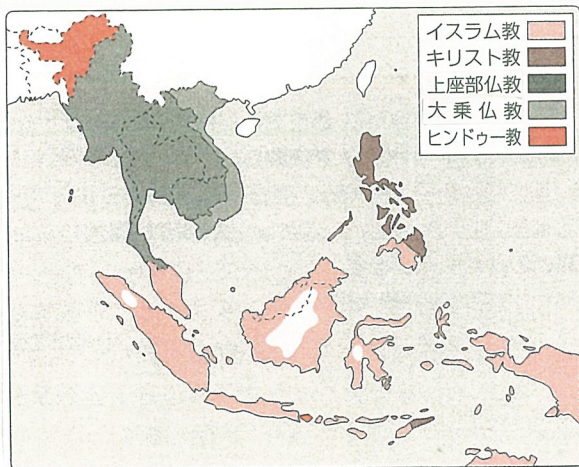 イスラム教
キリスト教
上座部仏教
大乗仏教
ヒンドゥー教